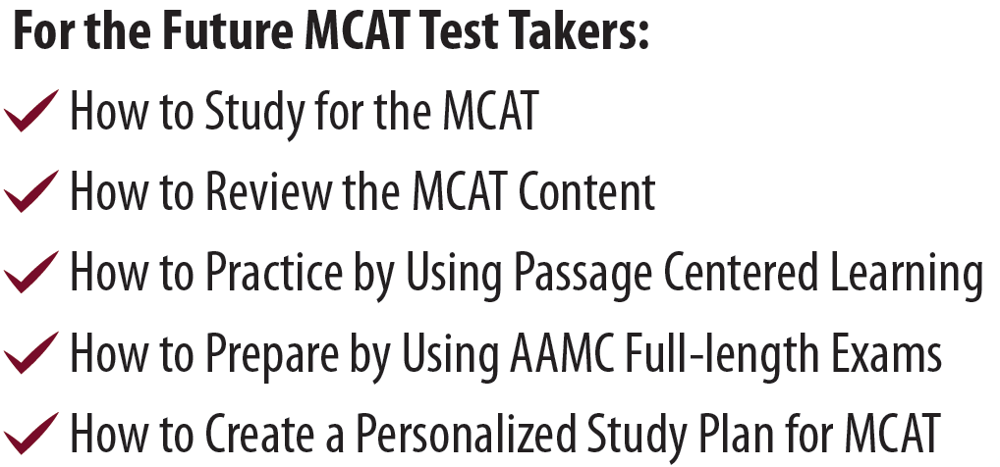 For the Future MCAT Test Takers:
How to Study for the MCAT
How to Review the MCAT Content
How to Practice by Using Passage Centered Learning
How to Prepare by Using AAMC Full-length Exams
How to Create a Personalized Study Plan for MCAT